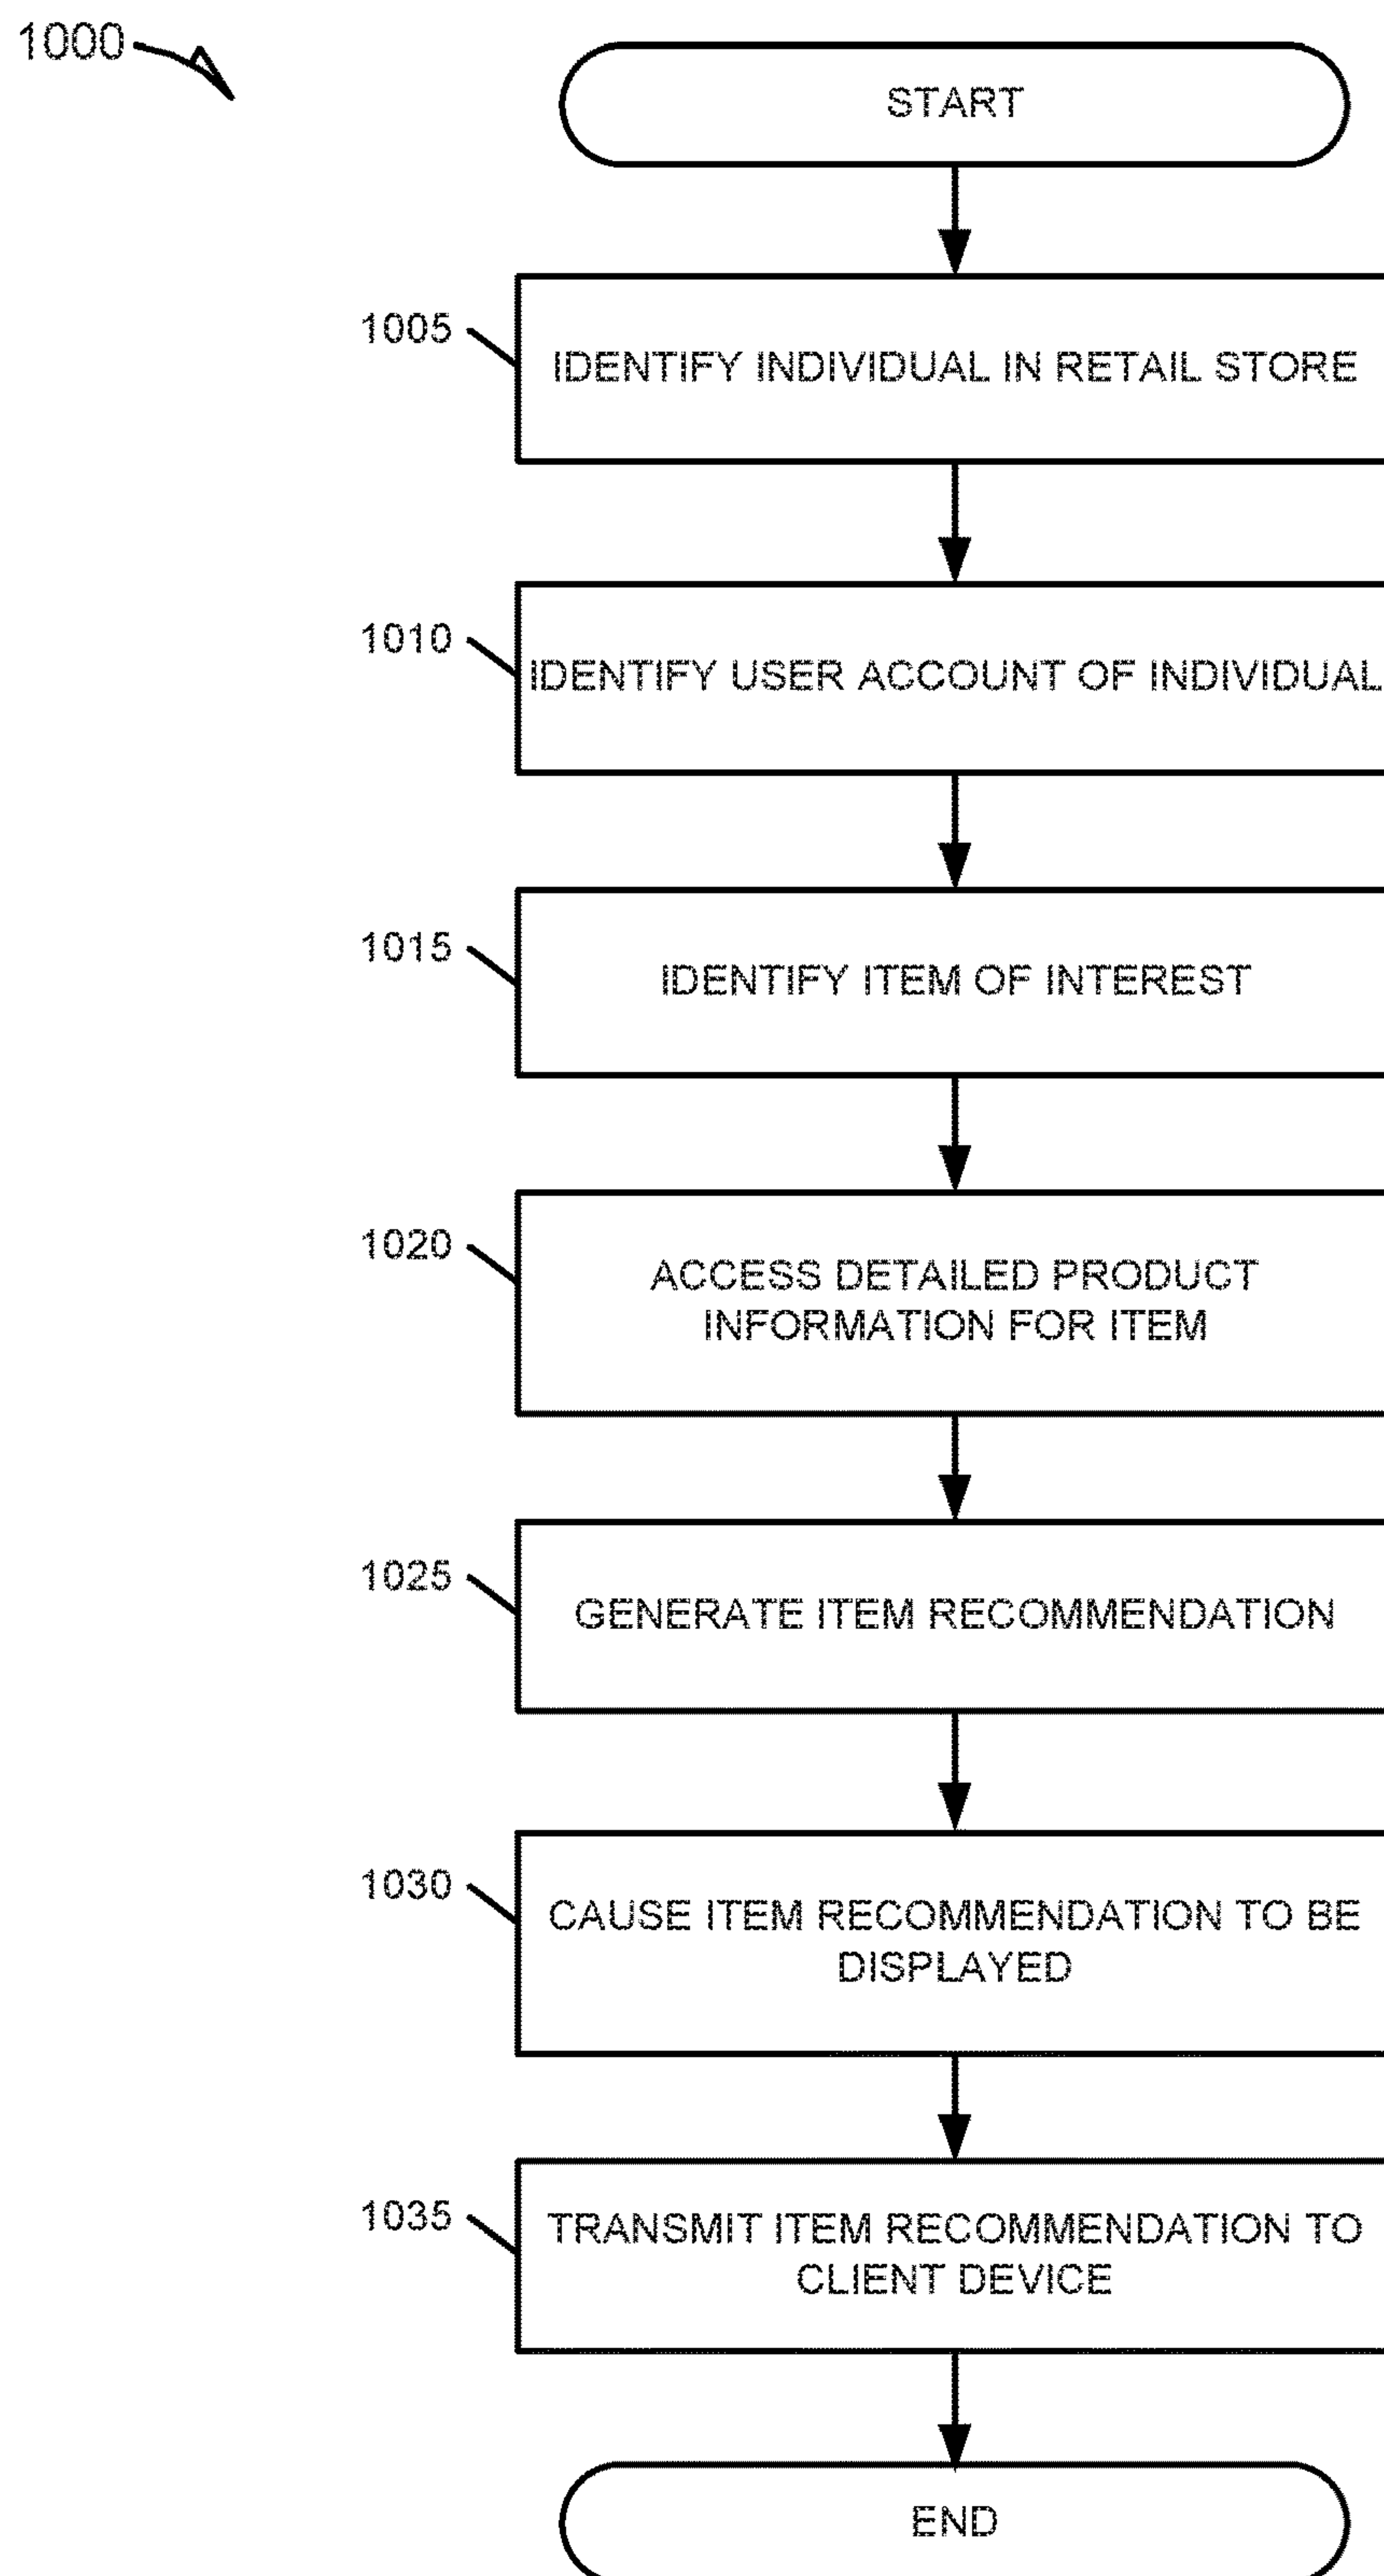 1000
START
1005
IDENTIFY INDIVIDUAL IN RETAIL STORE
1010
IDENTIFY USER ACCOUNT OF INDIVIDUAL
1015
IDENTIFY ITEM OF INTEREST
1020
ACCESS DETAILED PRODUCT
INFORMATION FOR ITEM
1025
GENERATE ITEM RECOMMENDATION
1030
CAUSE ITEM RECOMMENDATION TO BE
DISPLAYED
1035
TRANSMIT ITEM RECOMMENDATION TO
CLIENT DEVICE
END